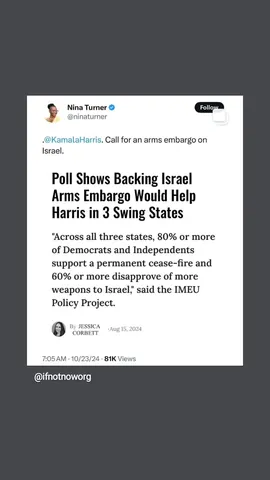 Nina Turner
@ninaturner
Follow
.@KamalaHarris. Call for an arms embargo on
Israel.
Poll Shows Backing Israel
Arms Embargo Would Help
Harris in 3 Swing States
"Across all three states, 80% or more
of Democrats and Independents
support a permanent cease-fire and
60% or more disapprove of more
weapons to Israel," said the IMEU
Policy Project.
By JESSICA
CORBETT
·Aug 15, 2024
7:05 AM · 10/23/24 · 81K Views
@ifnotnoworg